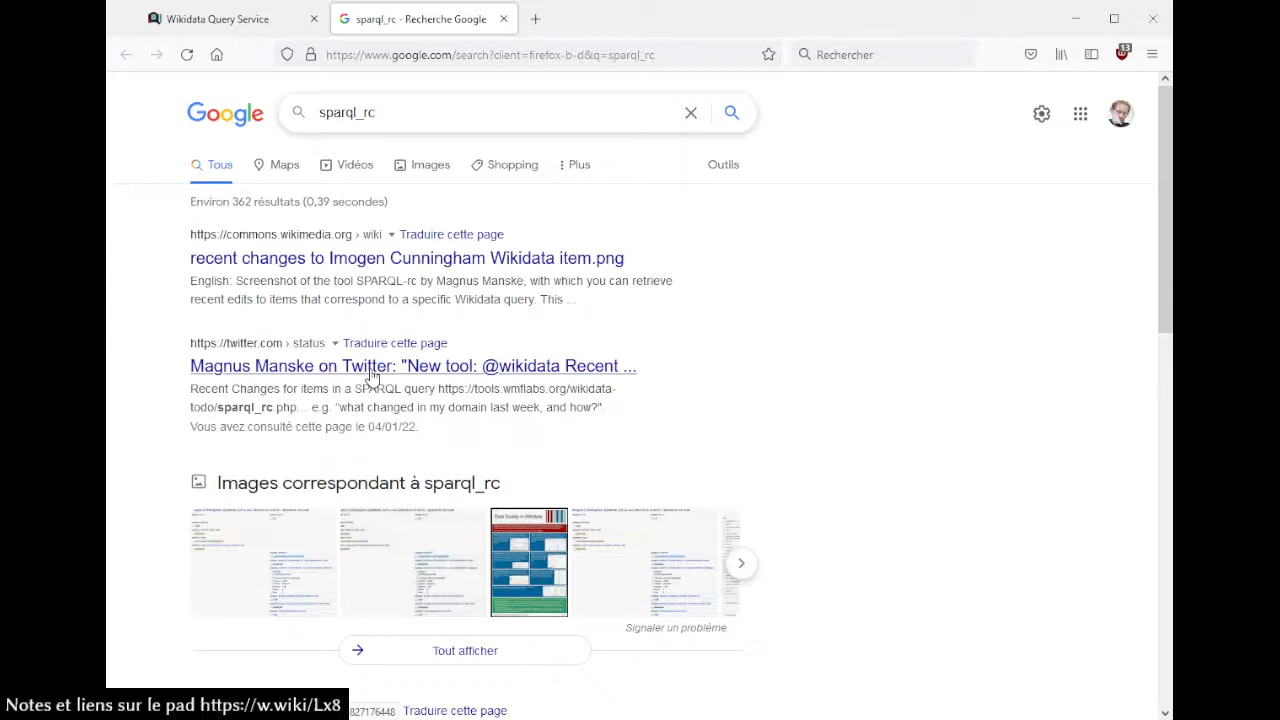 Wikidata Query Service
sparql_rc - Recherche Google
https://www.google.com/search?client=firefox-b-d&q=sparql_rc
Rechercher
13
Google
sparql_rc
Tous
Maps
Vidéos
Images
Shopping
Plus
Outils
Environ 362 résultats (0,39 secondes)
https://commons.wikimedia.org › wiki
Traduire cette page
recent changes to Imogen Cunningham Wikidata item.png
English: Screenshot of the tool SPARQL-rc by Magnus Manske, with which you can retrieve
recent edits to items that correspond to a specific Wikidata query. This ...
https://twitter.com › status
Traduire cette page
Magnus Manske on Twitter: "New tool: @wikidata Recent ...
Recent Changes for items in a SPARQL query https://tools.wmflabs.org/wikidata-
todo/sparql_rc.php... e.g. "what changed in my domain last week, and how?".
Vous avez consulté cette page le 04/01/22.
Images correspondant à sparql_rc
Data Quality in Wikidata
Signaler un problème
Tout afficher
Notes et liens sur le pad https://w.wiki/Lx8
827176448
Traduire cette page